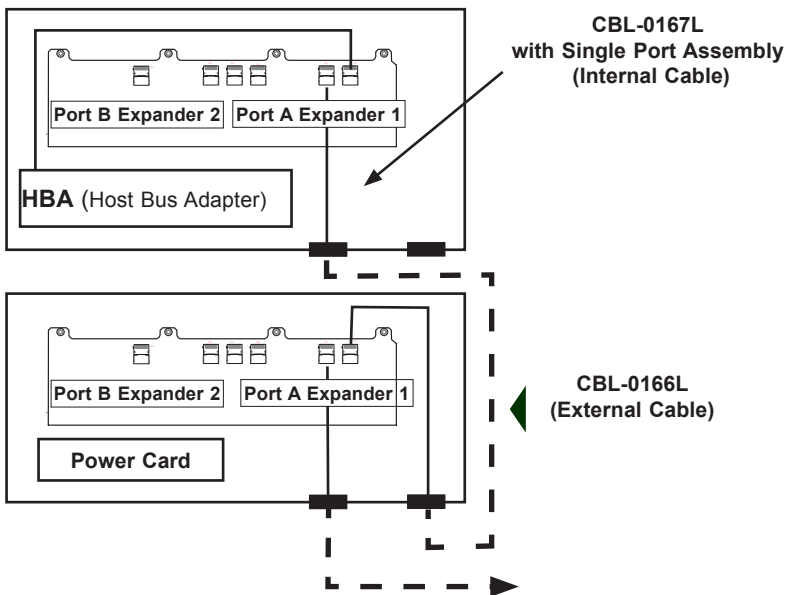 CBL-0167L
with Single Port Assembly
(Internal Cable)
Port B Expander 2
Port A Expander 1
HBA (Host Bus Adapter)
Port B Expander 2
Port A Expander 1
CBL-0166L
(External Cable)
Power Card